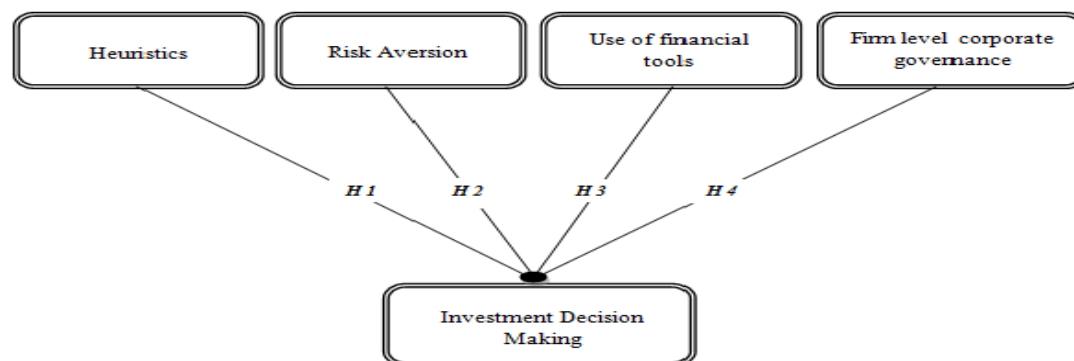 Heuristics
Risk Aversion
Use of financial
tools
Firm level corporate
governance
H 1
H 2
H 3
H 4
Investment Decision
Making